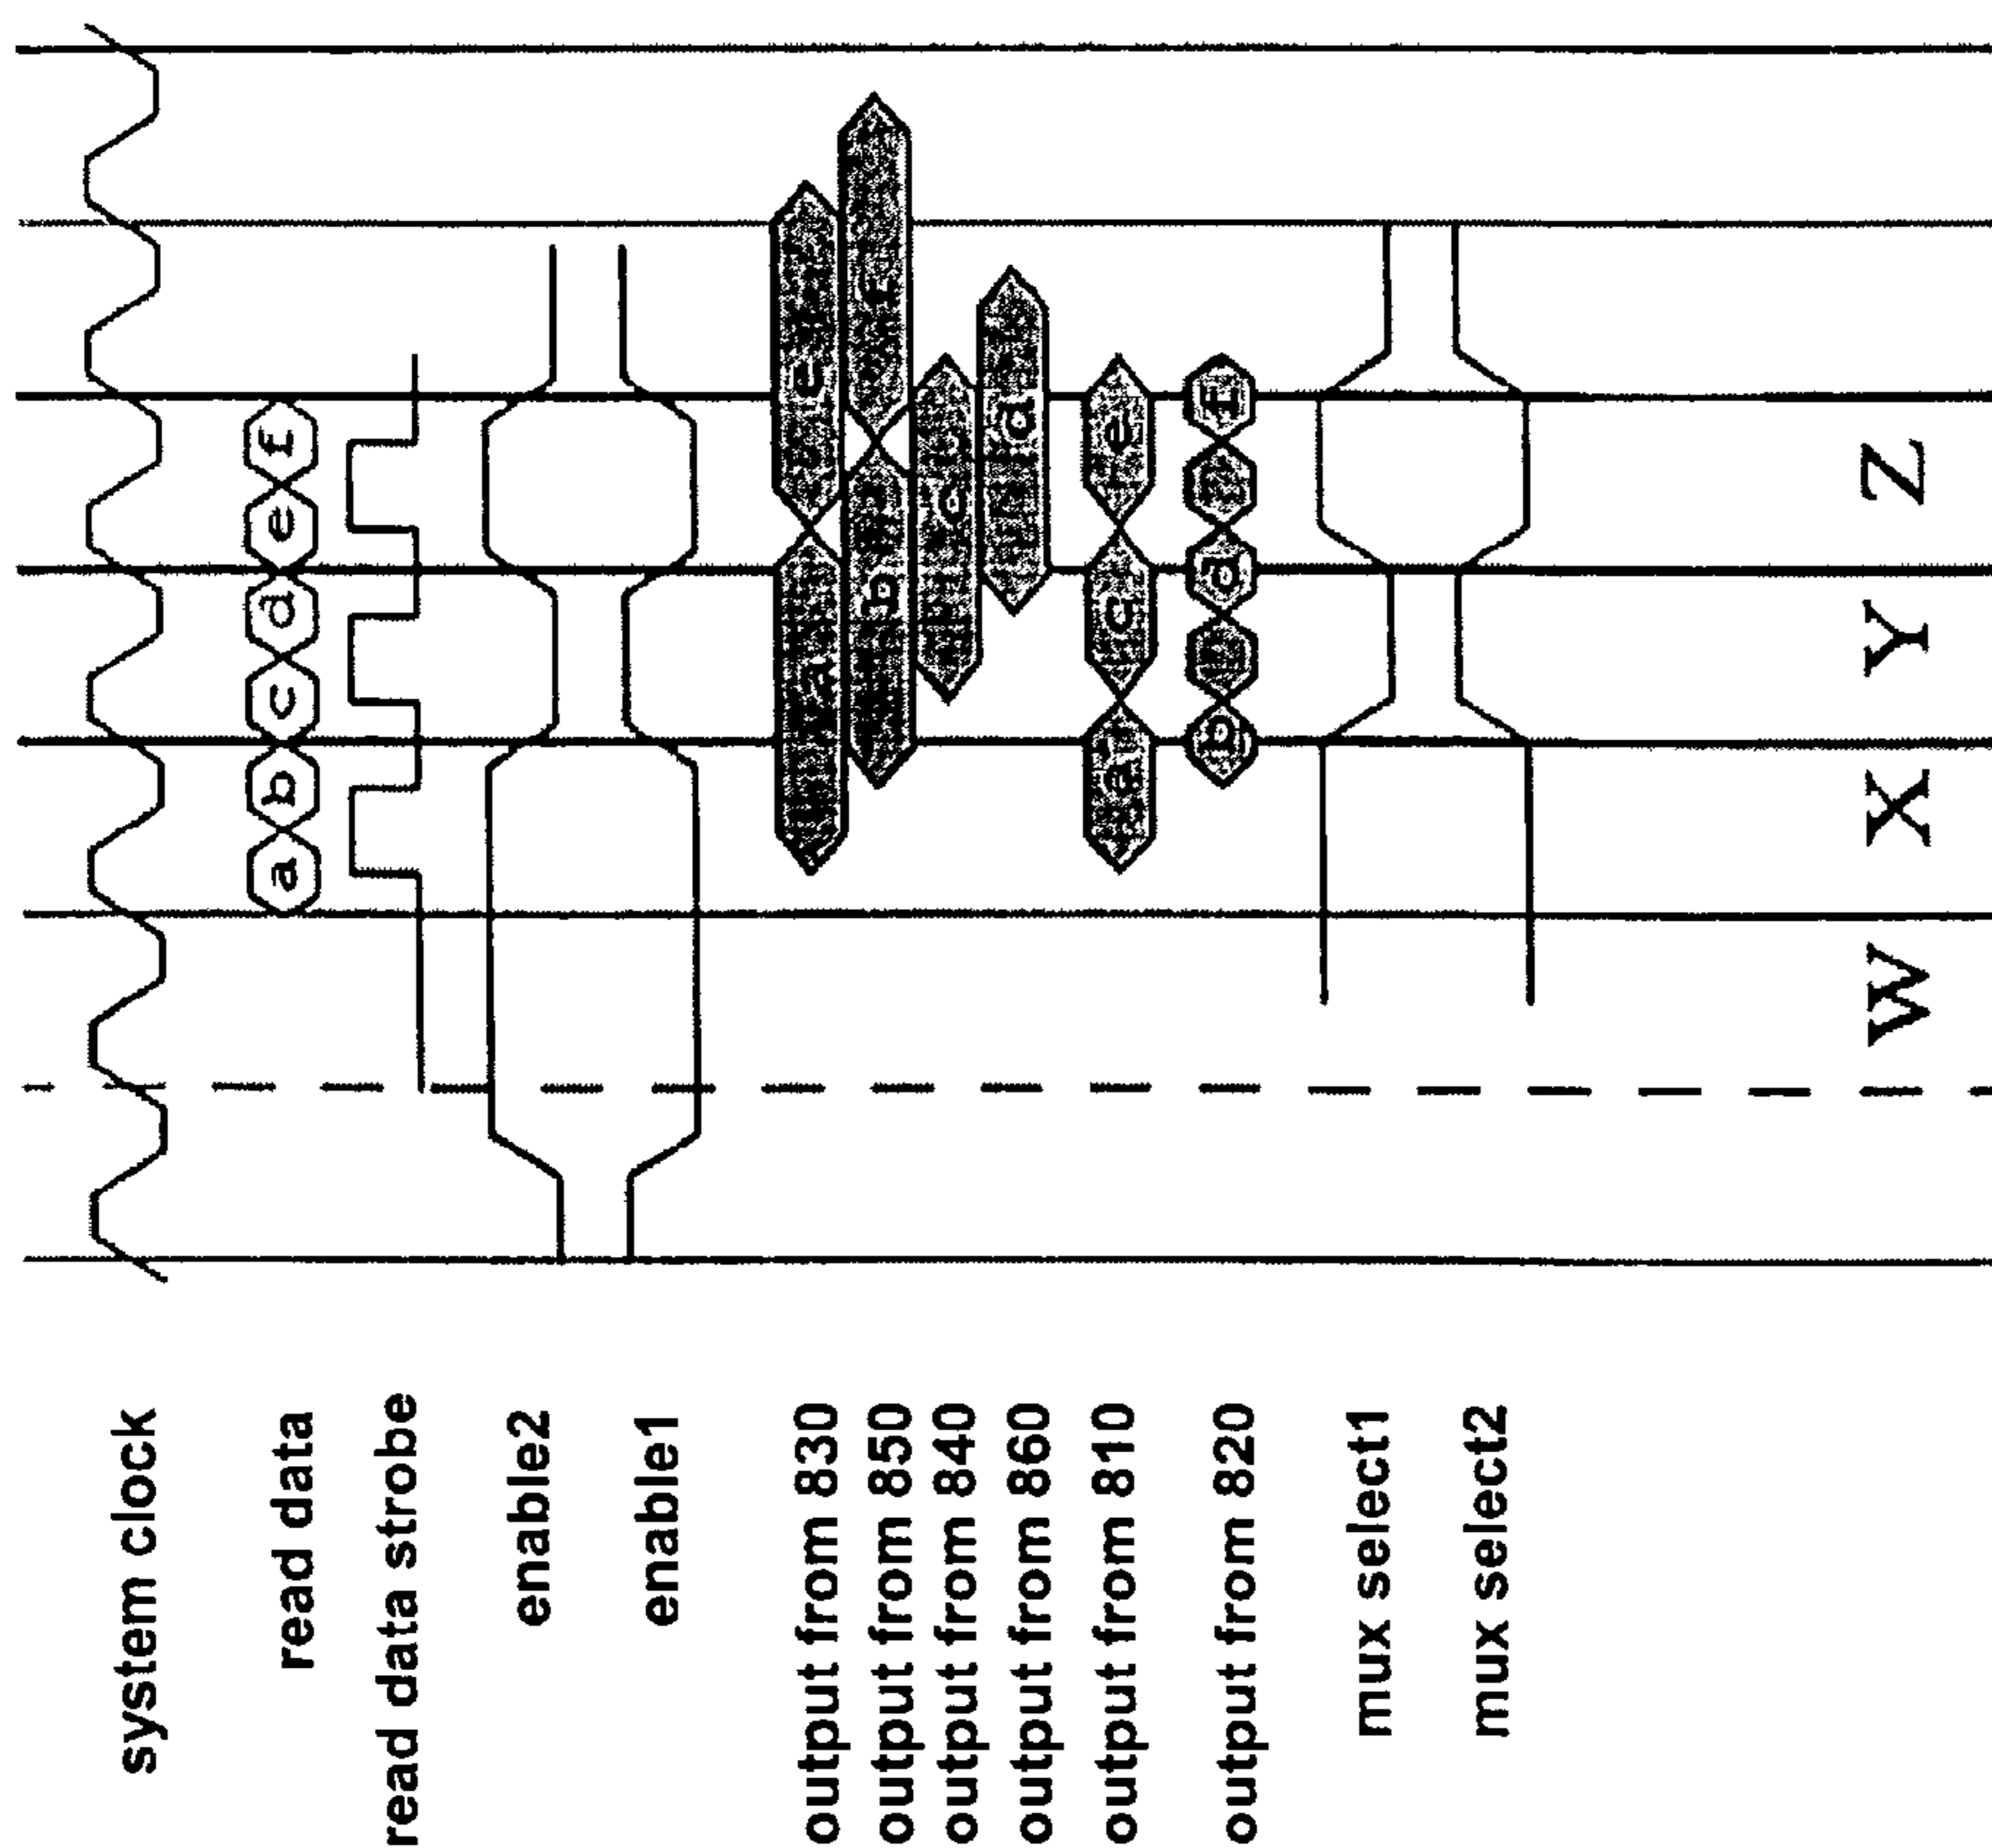 system clock
read data a b c d e f
read data strobe
enable2
enable1
output from 830 a e
output from 850 b f
output from 840 c
output from 860 d
output from 810 a c e
output from 820 b d f
mux select1
mux select2
W X Y Z